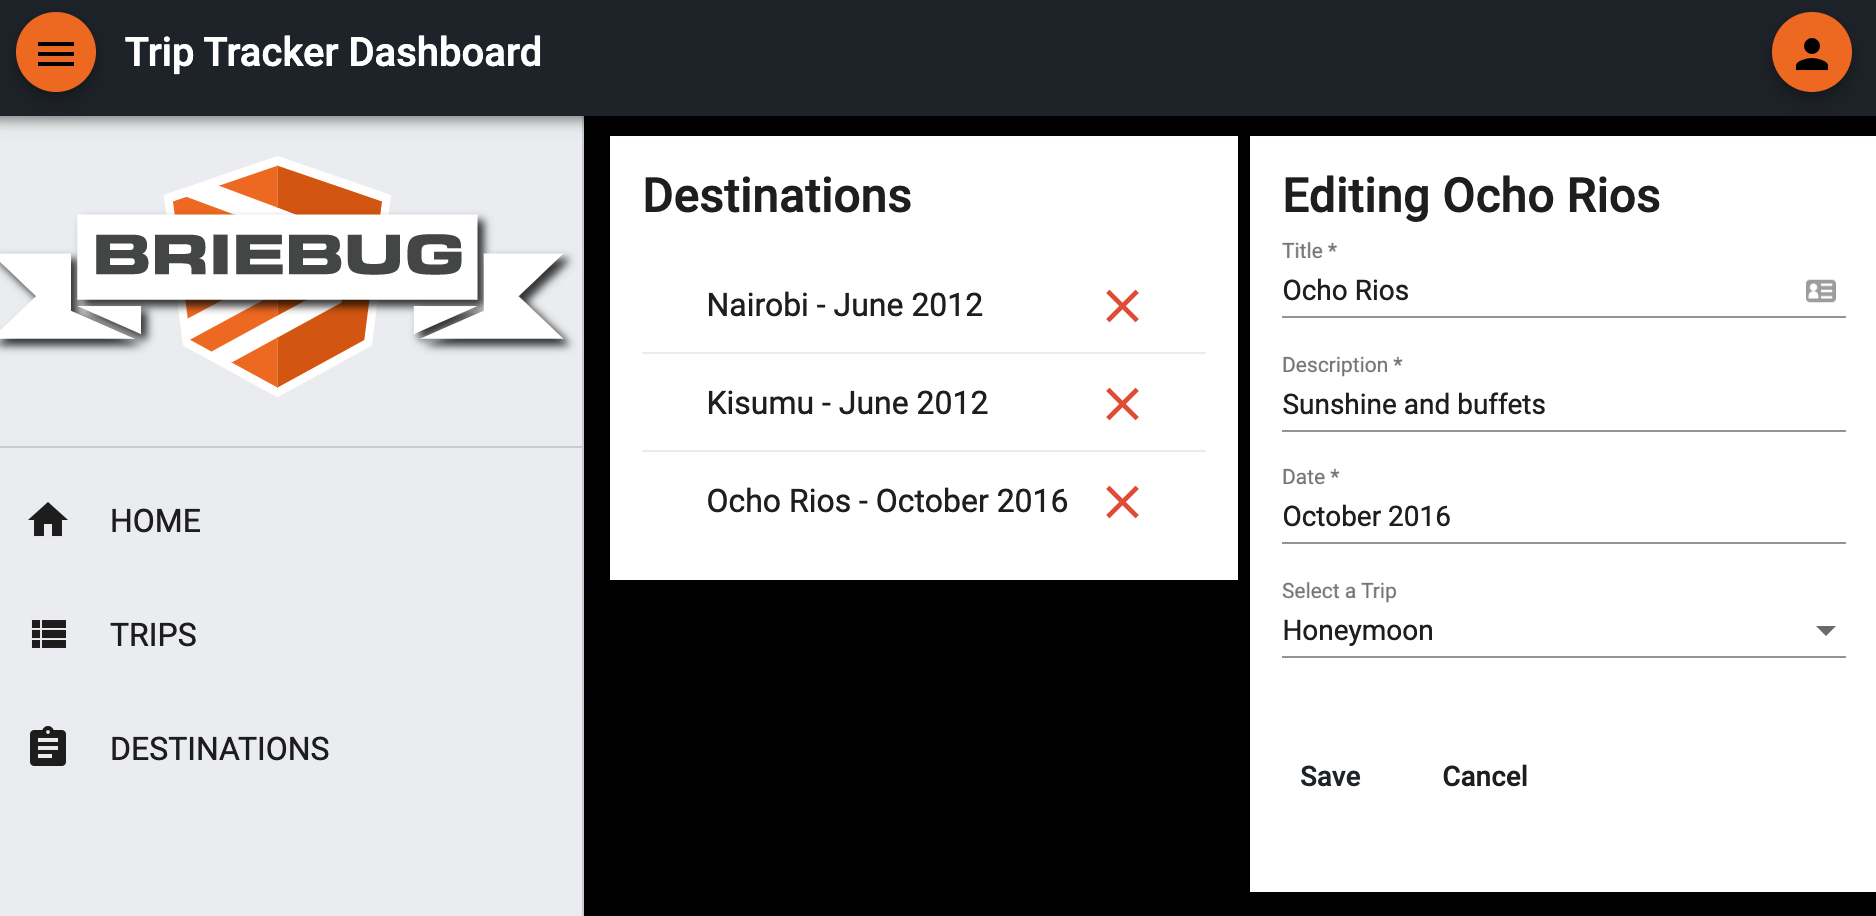 Trip Tracker Dashboard
BRIEBUG
HOME
TRIPS
DESTINATIONS
Destinations
Nairobi - June 2012
Kisumu - June 2012
Ocho Rios - October 2016
Editing Ocho Rios
Title *
Ocho Rios
Description *
Sunshine and buffets
Date *
October 2016
Select a Trip
Honeymoon
Save Cancel